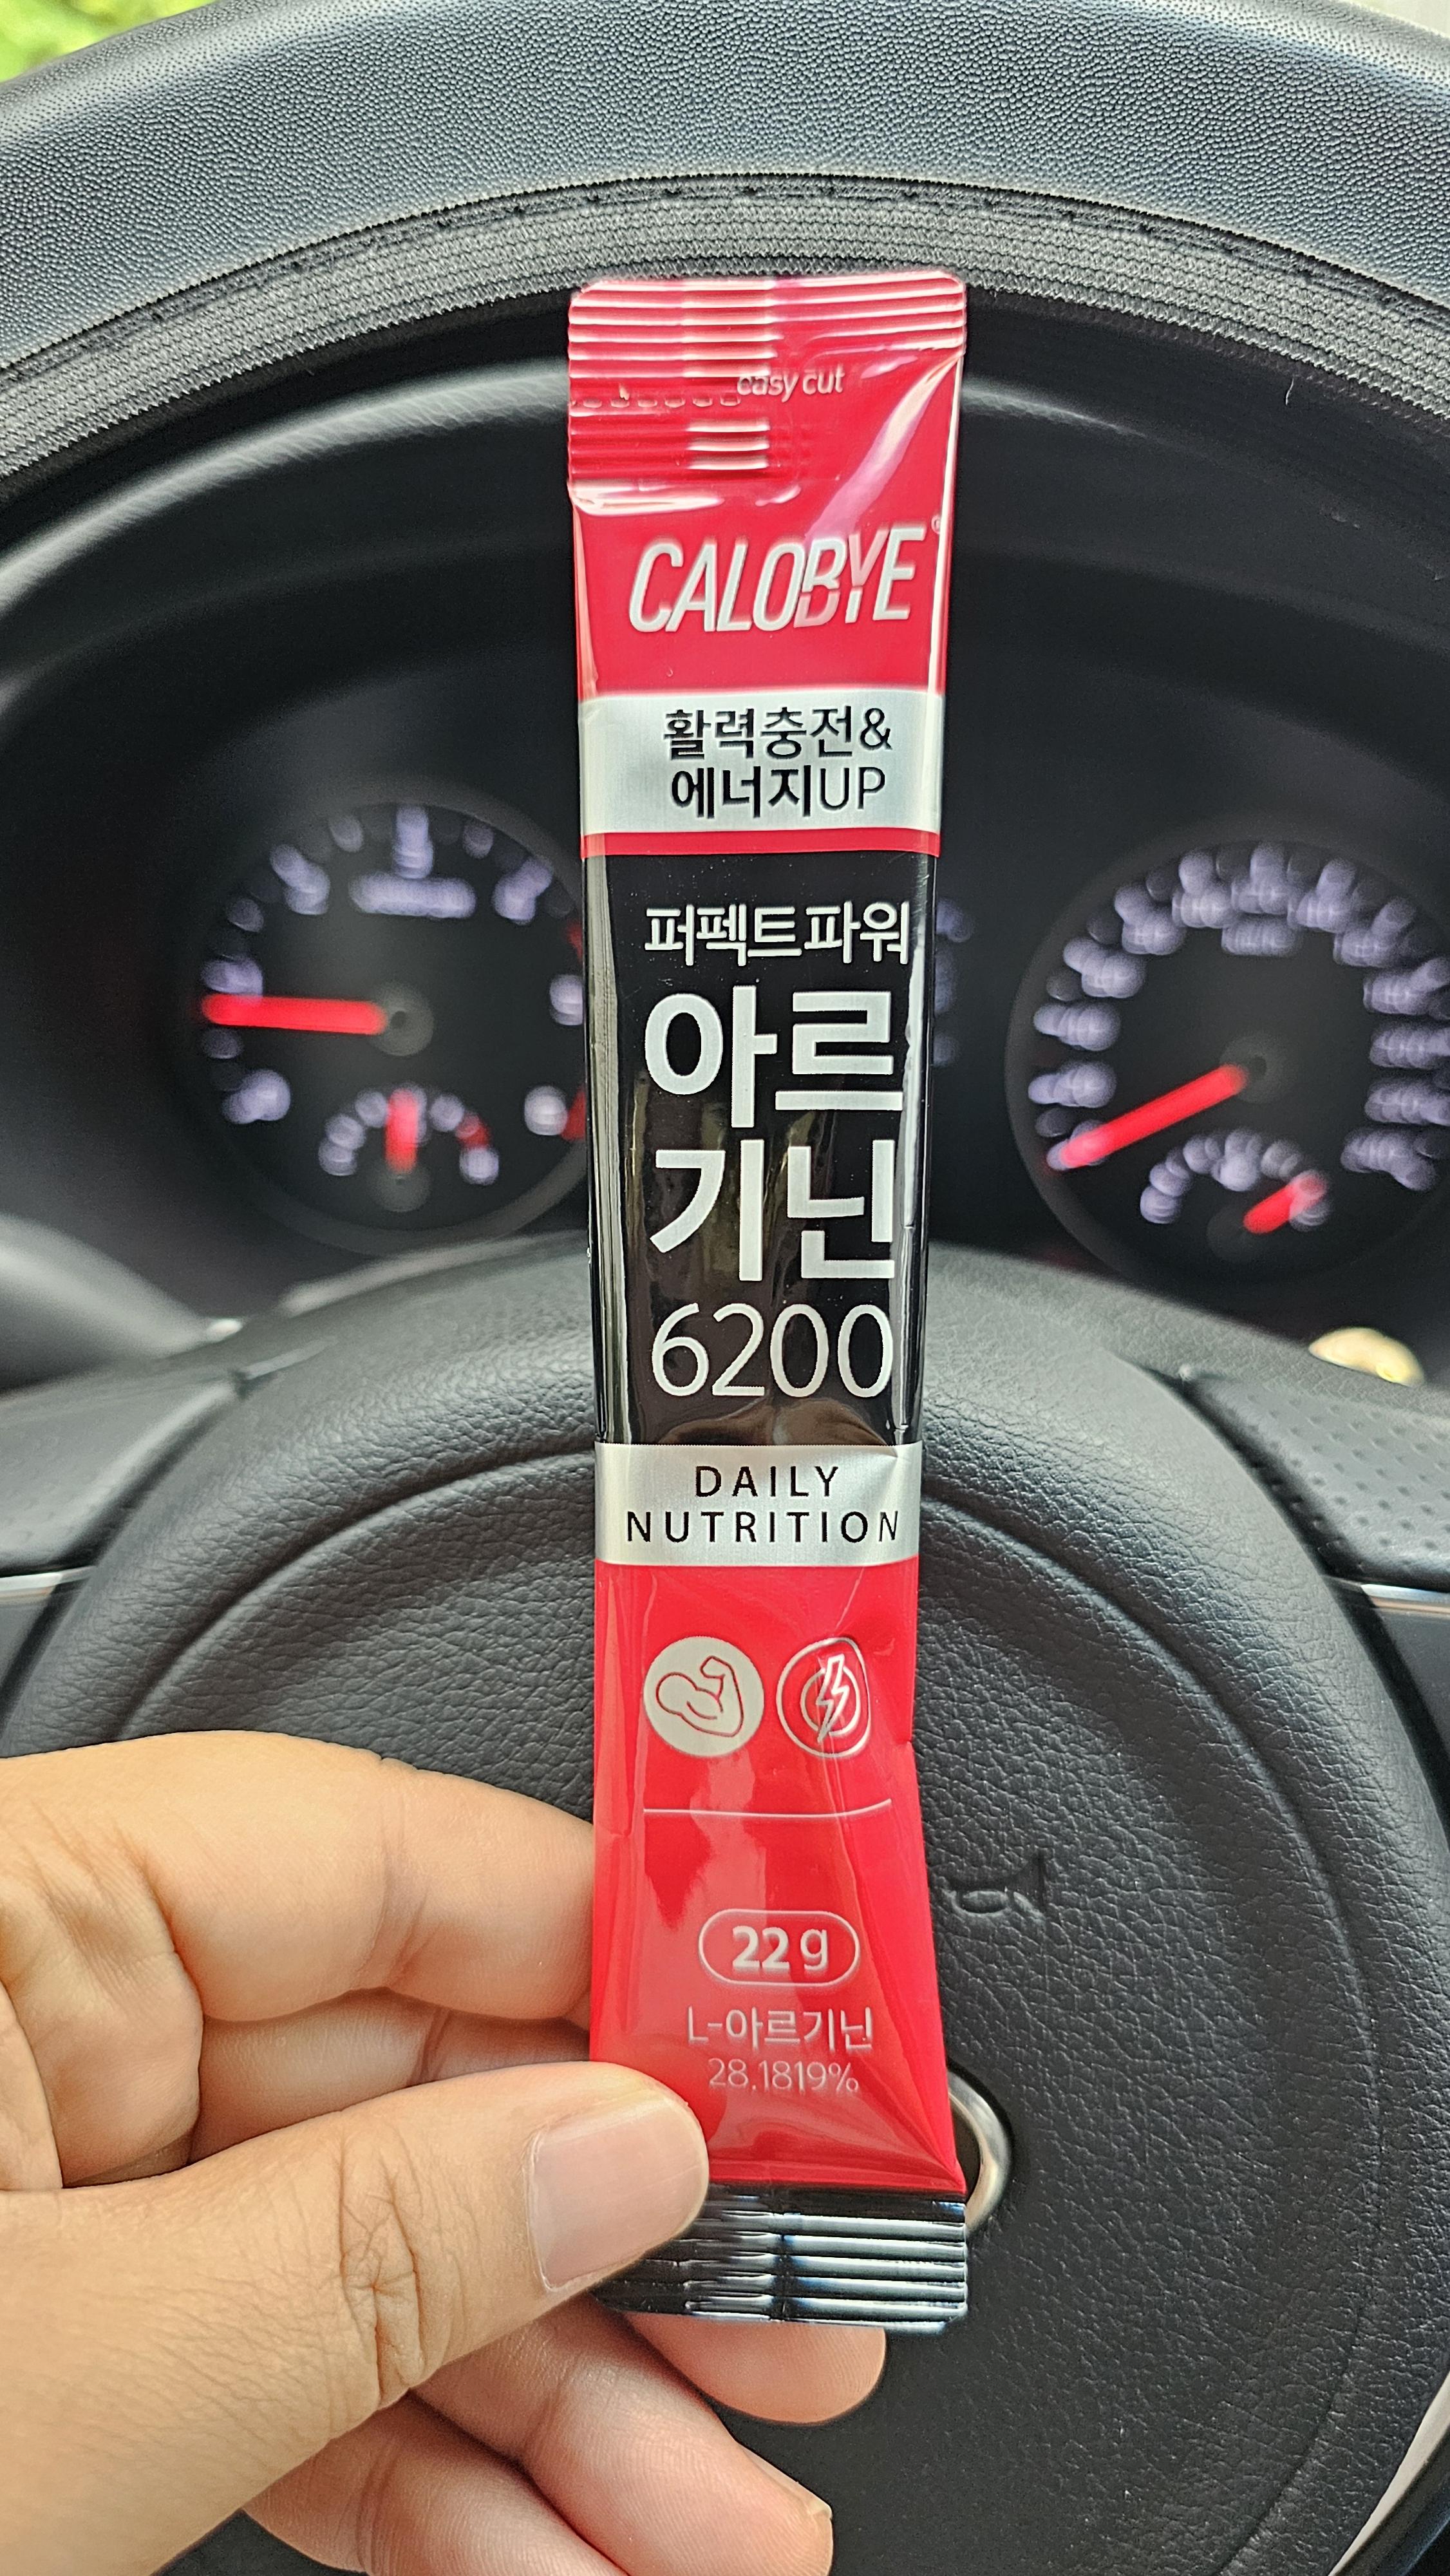 easy cut
CALOBYE®
활력충전&
에너지UP
퍼펙트파워
아르
기닌
6200
DAILY
NUTRITION
22g
L-아르기닌
28.1819%